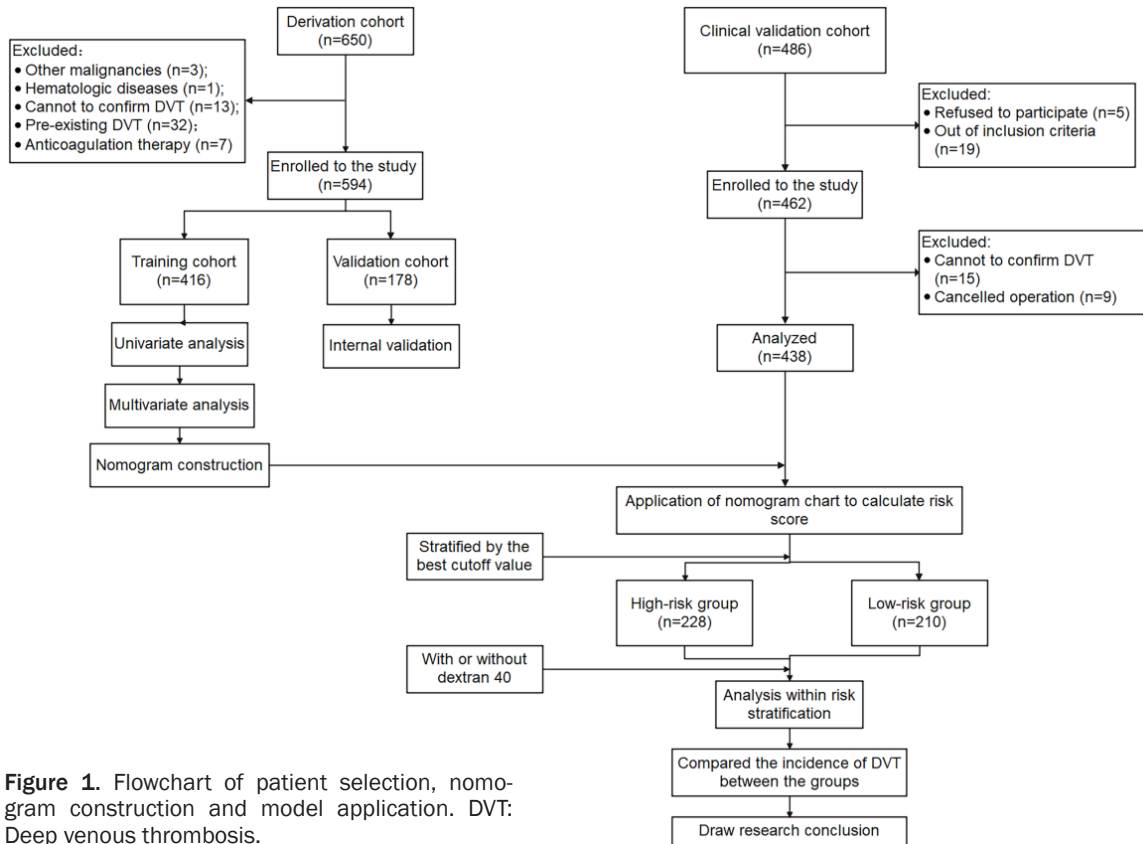 Derivation cohort
(n=650)
Excluded：
• Other malignancies (n=3);
• Hematologic diseases (n=1);
• Cannot to confirm DVT (n=13);
• Pre-existing DVT (n=32)；
• Anticoagulation therapy (n=7)
Enrolled to the study
(n=594)
Training cohort
(n=416)
Validation cohort
(n=178)
Univariate analysis
Internal validation
Multivariate analysis
Nomogram construction
Clinical validation cohort
(n=486)
Excluded:
• Refused to participate (n=5)
• Out of inclusion criteria
(n=19)
Enrolled to the study
(n=462)
Excluded:
• Cannot to confirm DVT
(n=15)
• Cancelled operation (n=9)
Analyzed
(n=438)
Application of nomogram chart to calculate risk
score
Stratified by the
best cutoff value
High-risk group
(n=228)
Low-risk group
(n=210)
With or without
dextran 40
Analysis within risk
stratification
Compared the incidence of DVT
between the groups
Draw research conclusion
Figure 1. Flowchart of patient selection, nomo-
gram construction and model application. DVT:
Deep venous thrombosis.